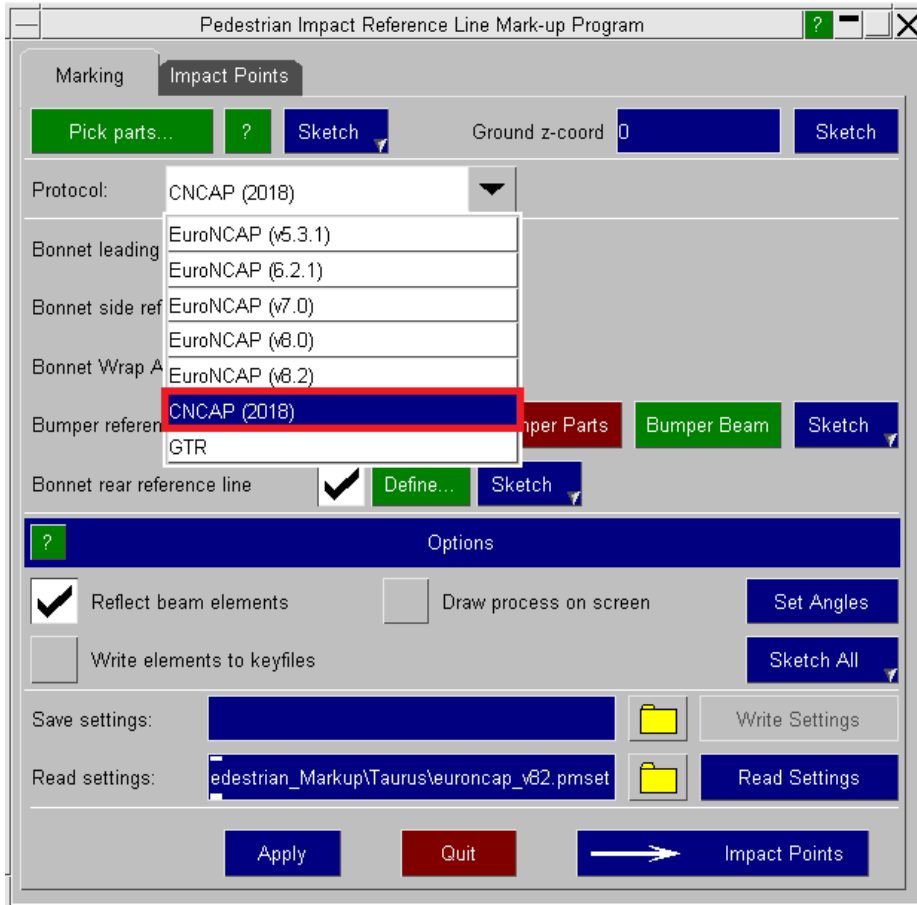 Pedestrian Impact Reference Line Mark-up Program ?
Marking Impact Points
Pick parts... ? Sketch Ground z-coord 0 Sketch
Protocol: CNCAP (2018)
EuroNCAP (v5.3.1)
Bonnet leading
EuroNCAP (6.2.1)
Bonnet side ref EuroNCAP (v7.0)
EuroNCAP (v8.0)
Bonnet Wrap A
EuroNCAP (v8.2)
CNCAP (2018)
Bumper referen Parts Bumper Beam Sketch
GTR
Bonnet rear reference line Define... Sketch
? Options
Reflect beam elements Draw process on screen Set Angles
Write elements to keyfiles Sketch All
Save settings: Write Settings
Read settings: edestrian_Markup\Taurus\euroncap_v82.pmset Read Settings
Apply Quit Impact Points